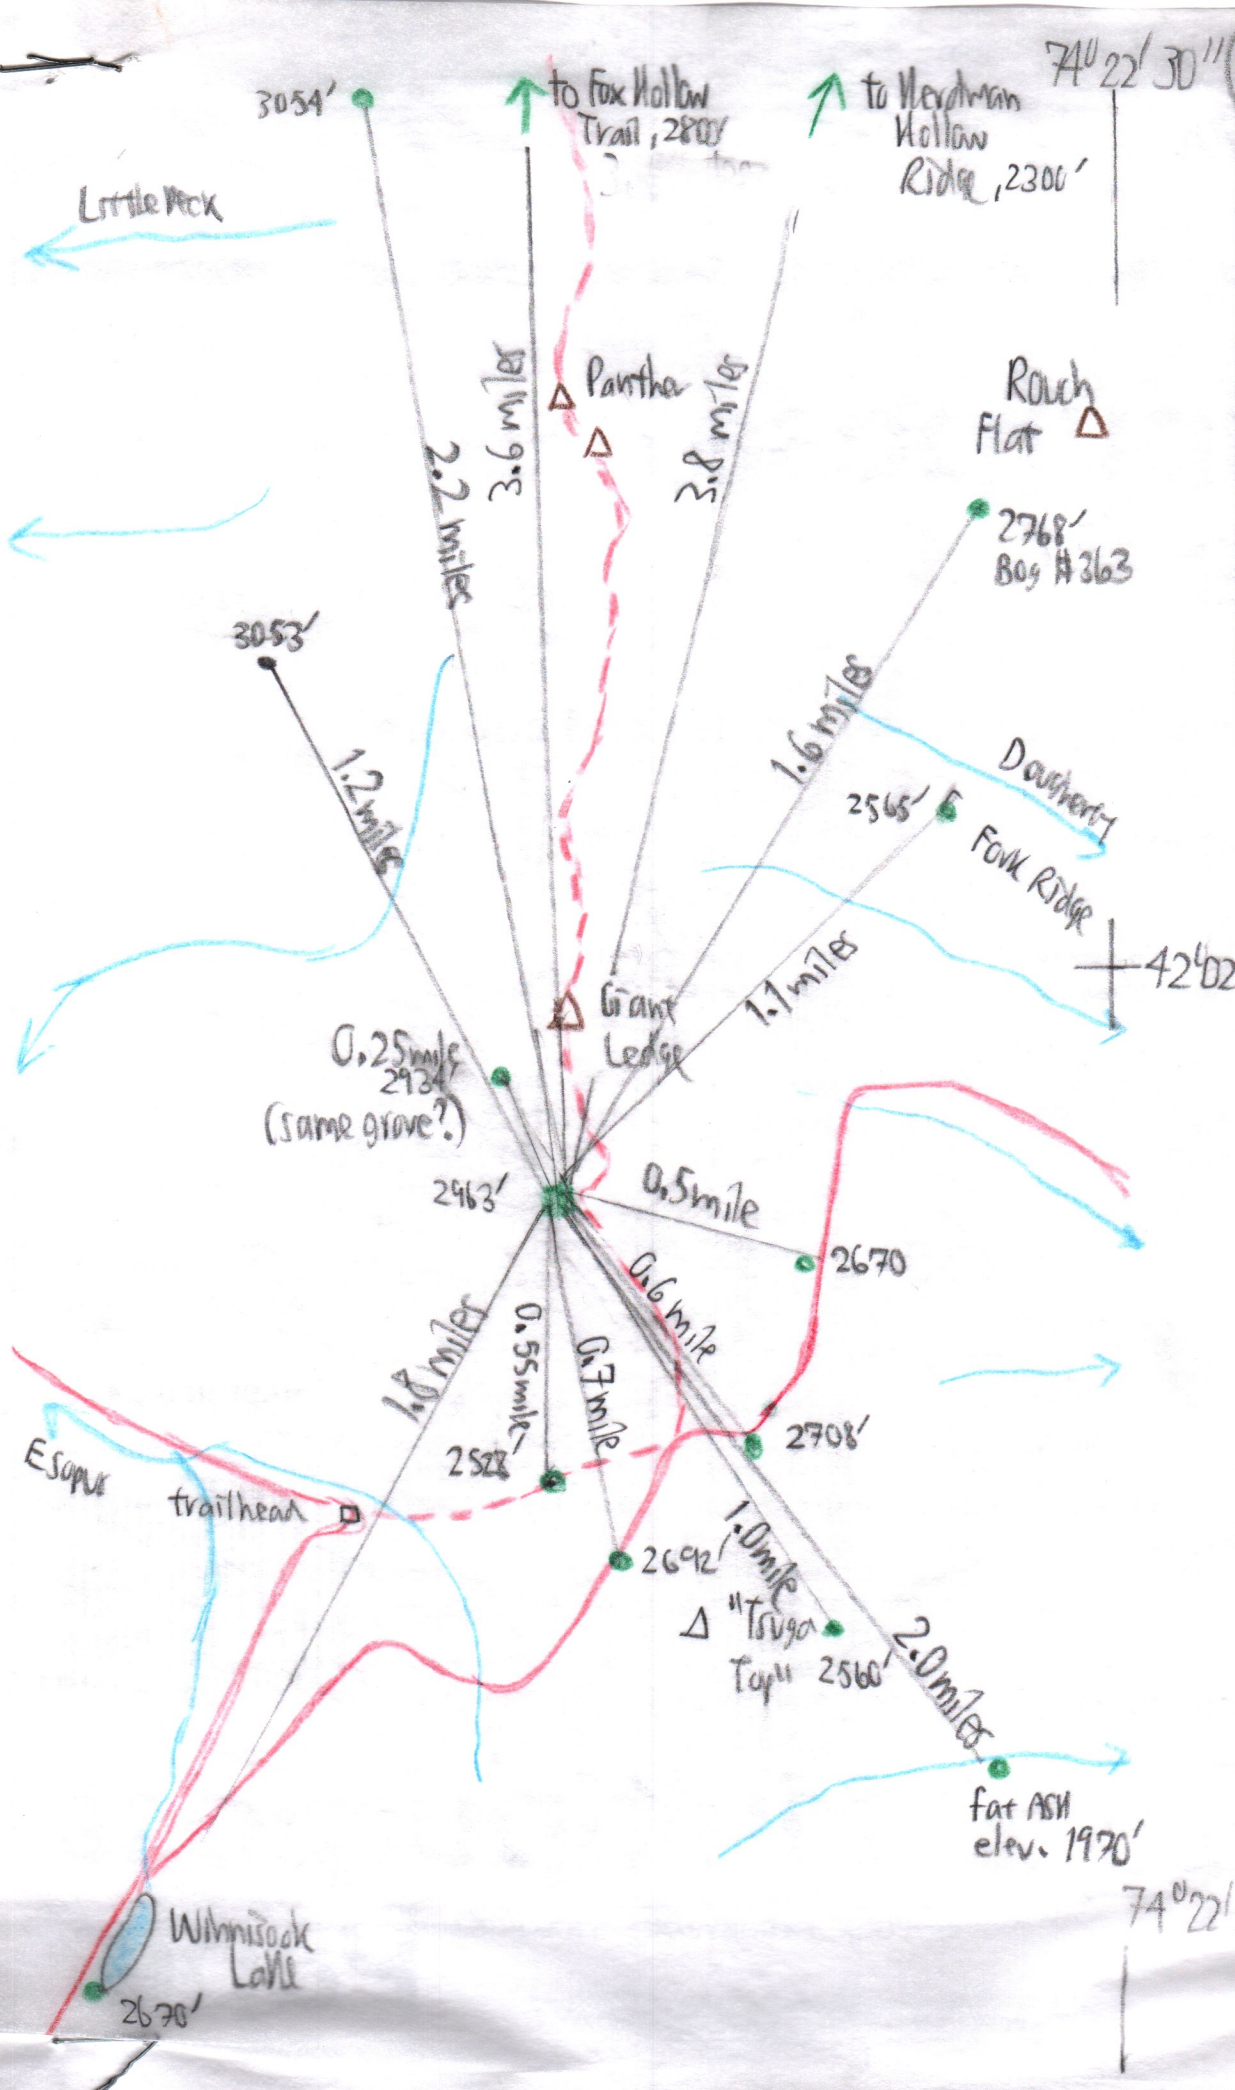 74° 22' 30"
3054'
to Fox Hollow
Trail, 2800'
to Herdman
Hollow
Ridge, 2300'
Little Peck
Panther
Rouch
Flat
3.6 miles
3.8 miles
2.2 miles
2768'
Bog #363
3053'
1.2 miles
1.6 miles
Dougherty
2565'
Fork Ridge
42°02
1.1 miles
Giant
Ledge
0.25 mile
2934'
(same grove?)
2963'
0.5 mile
2670
0.6 mile
1.8 miles
0.55 mile
0.7 mile
2708'
Esopus
2528'
trailhead
2692'
1.0 mile
"Tsuga
Top"
2560'
2.0 miles
fat ASH
elev. 1970'
74°22'
Winnisook
Lake
2670'